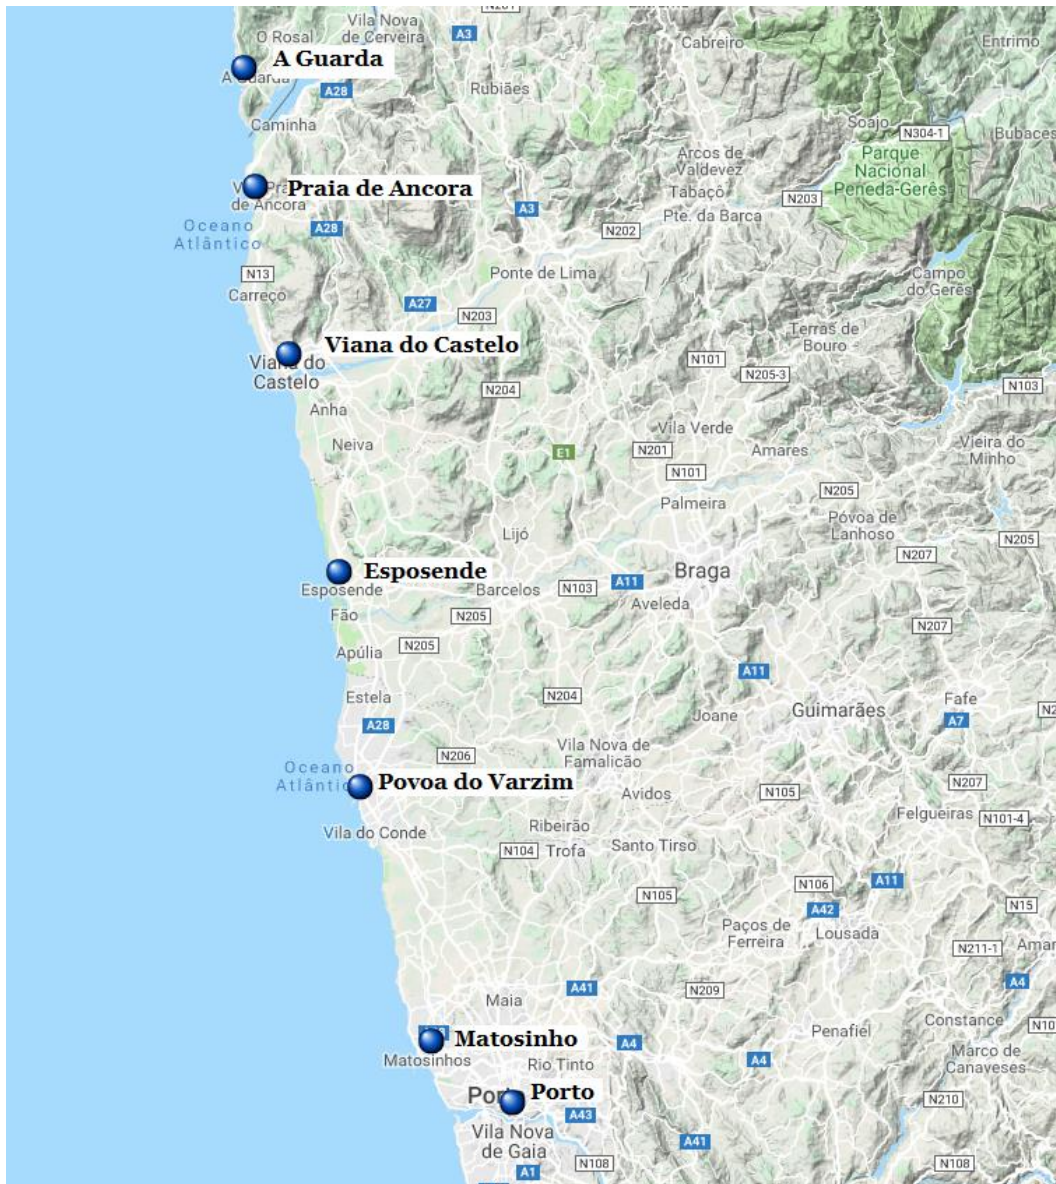 N201
Vila Nova
de Cerveira
O Rosal
A3
Cabreiro
Entrimo
A Guarda
A Guarda
A28
Rubiães
Caminha
Soajo
N304-1
Bubaces
Parque
Nacional
Peneda-Gerês
Arcos de
Valdevez
Tabaçô
Praia de Ancora
de Ancora
N203
A3
Pte. da Barca
Oceano
Atlântico
A28
N202
N13
Ponte de Lima
Campo
do Gerês
Carreço
A27
N203
Terras de
Bouro
Viana do Castelo
Viana do
Castelo
N101
N205-3
N204
N103
Anha
Vila Verde
Neiva
E1
N201
Amares
Vieira do
Minho
N101
N205
Palmeira
Póvoa de
Lanhoso
Lijó
N205
N207
Esposende
Braga
Esposende
Barcelos
N103
A11
Aveleda
Fão
N205
N207
N205
Apúlia
A11
Estela
N204
Fafe
Guimarães
Joane
A28
A7
N206
Vila Nova de
Famalicão
Oceano
Atlântico
Povoa do Varzim
Avidos
N105
N207
Felgueiras
N101-4
Vila do Conde
Ribeirão
N104
Trofa
Santo Tirso
N106
A11
N105
A42
N15
Paços de
Ferreira
Lousada
N211-1
A4
A41
N209
Maia
Constance
Penafiel
Matosinho
A4
Matosinhos
Rio Tinto
A4
Marco de
Canaveses
Porto
Porto
A43
N210
Vila Nova
de Gaia
A41
N108
N108
A1